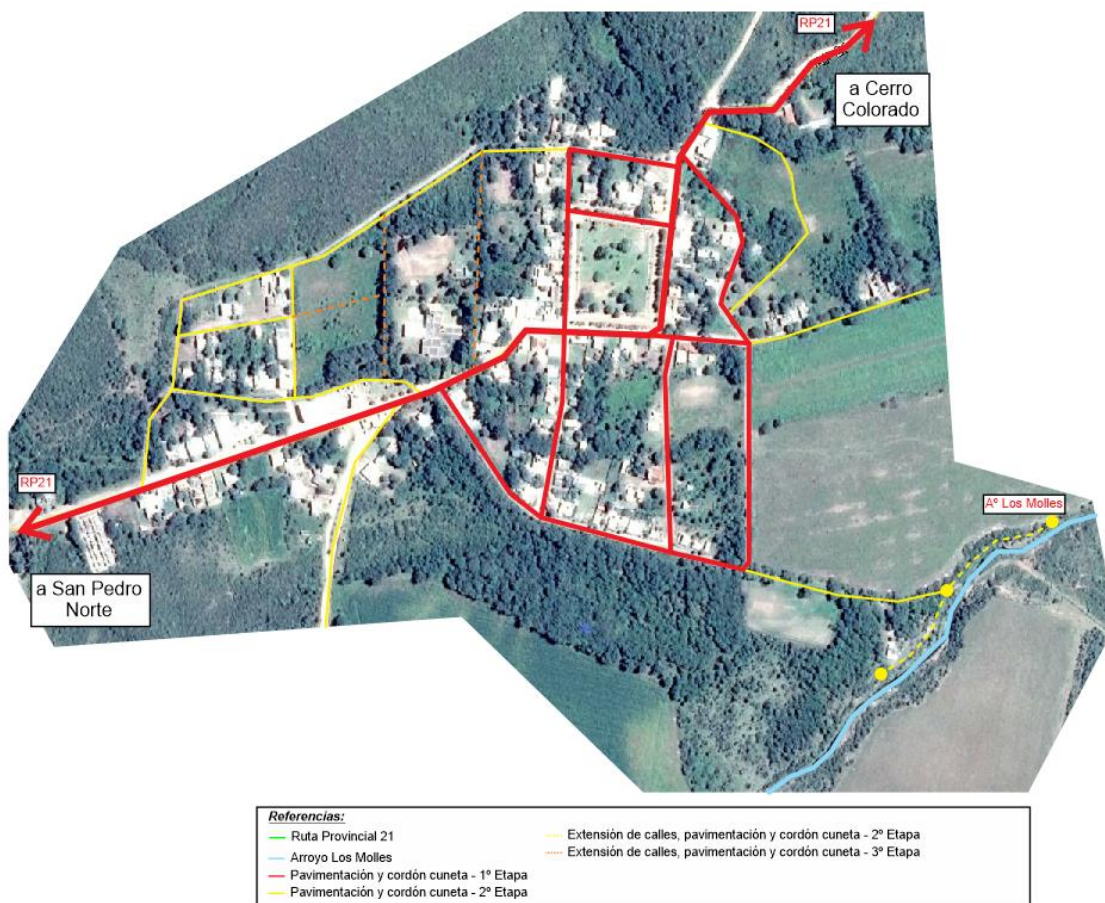 RP21
a Cerro
Colorado
RP21
Aº Los Molles
a San Pedro
Norte
Referencias:
Ruta Provincial 21
Arroyo Los Molles
Pavimentación y cordón cuneta - 1º Etapa
Pavimentación y cordón cuneta - 2º Etapa
Extensión de calles, pavimentación y cordón cuneta - 2º Etapa
Extensión de calles, pavimentación y cordón cuneta - 3º Etapa